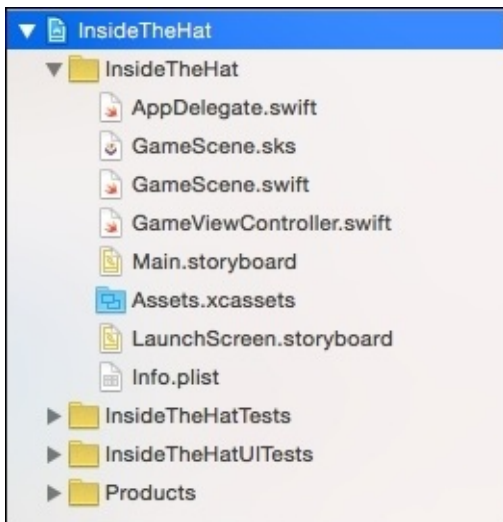 InsideTheHat
InsideTheHat
AppDelegate.swift
GameScene.sks
GameScene.swift
GameViewController.swift
Main.storyboard
Assets.xcassets
LaunchScreen.storyboard
Info.plist
InsideTheHatTests
InsideTheHatUITests
Products